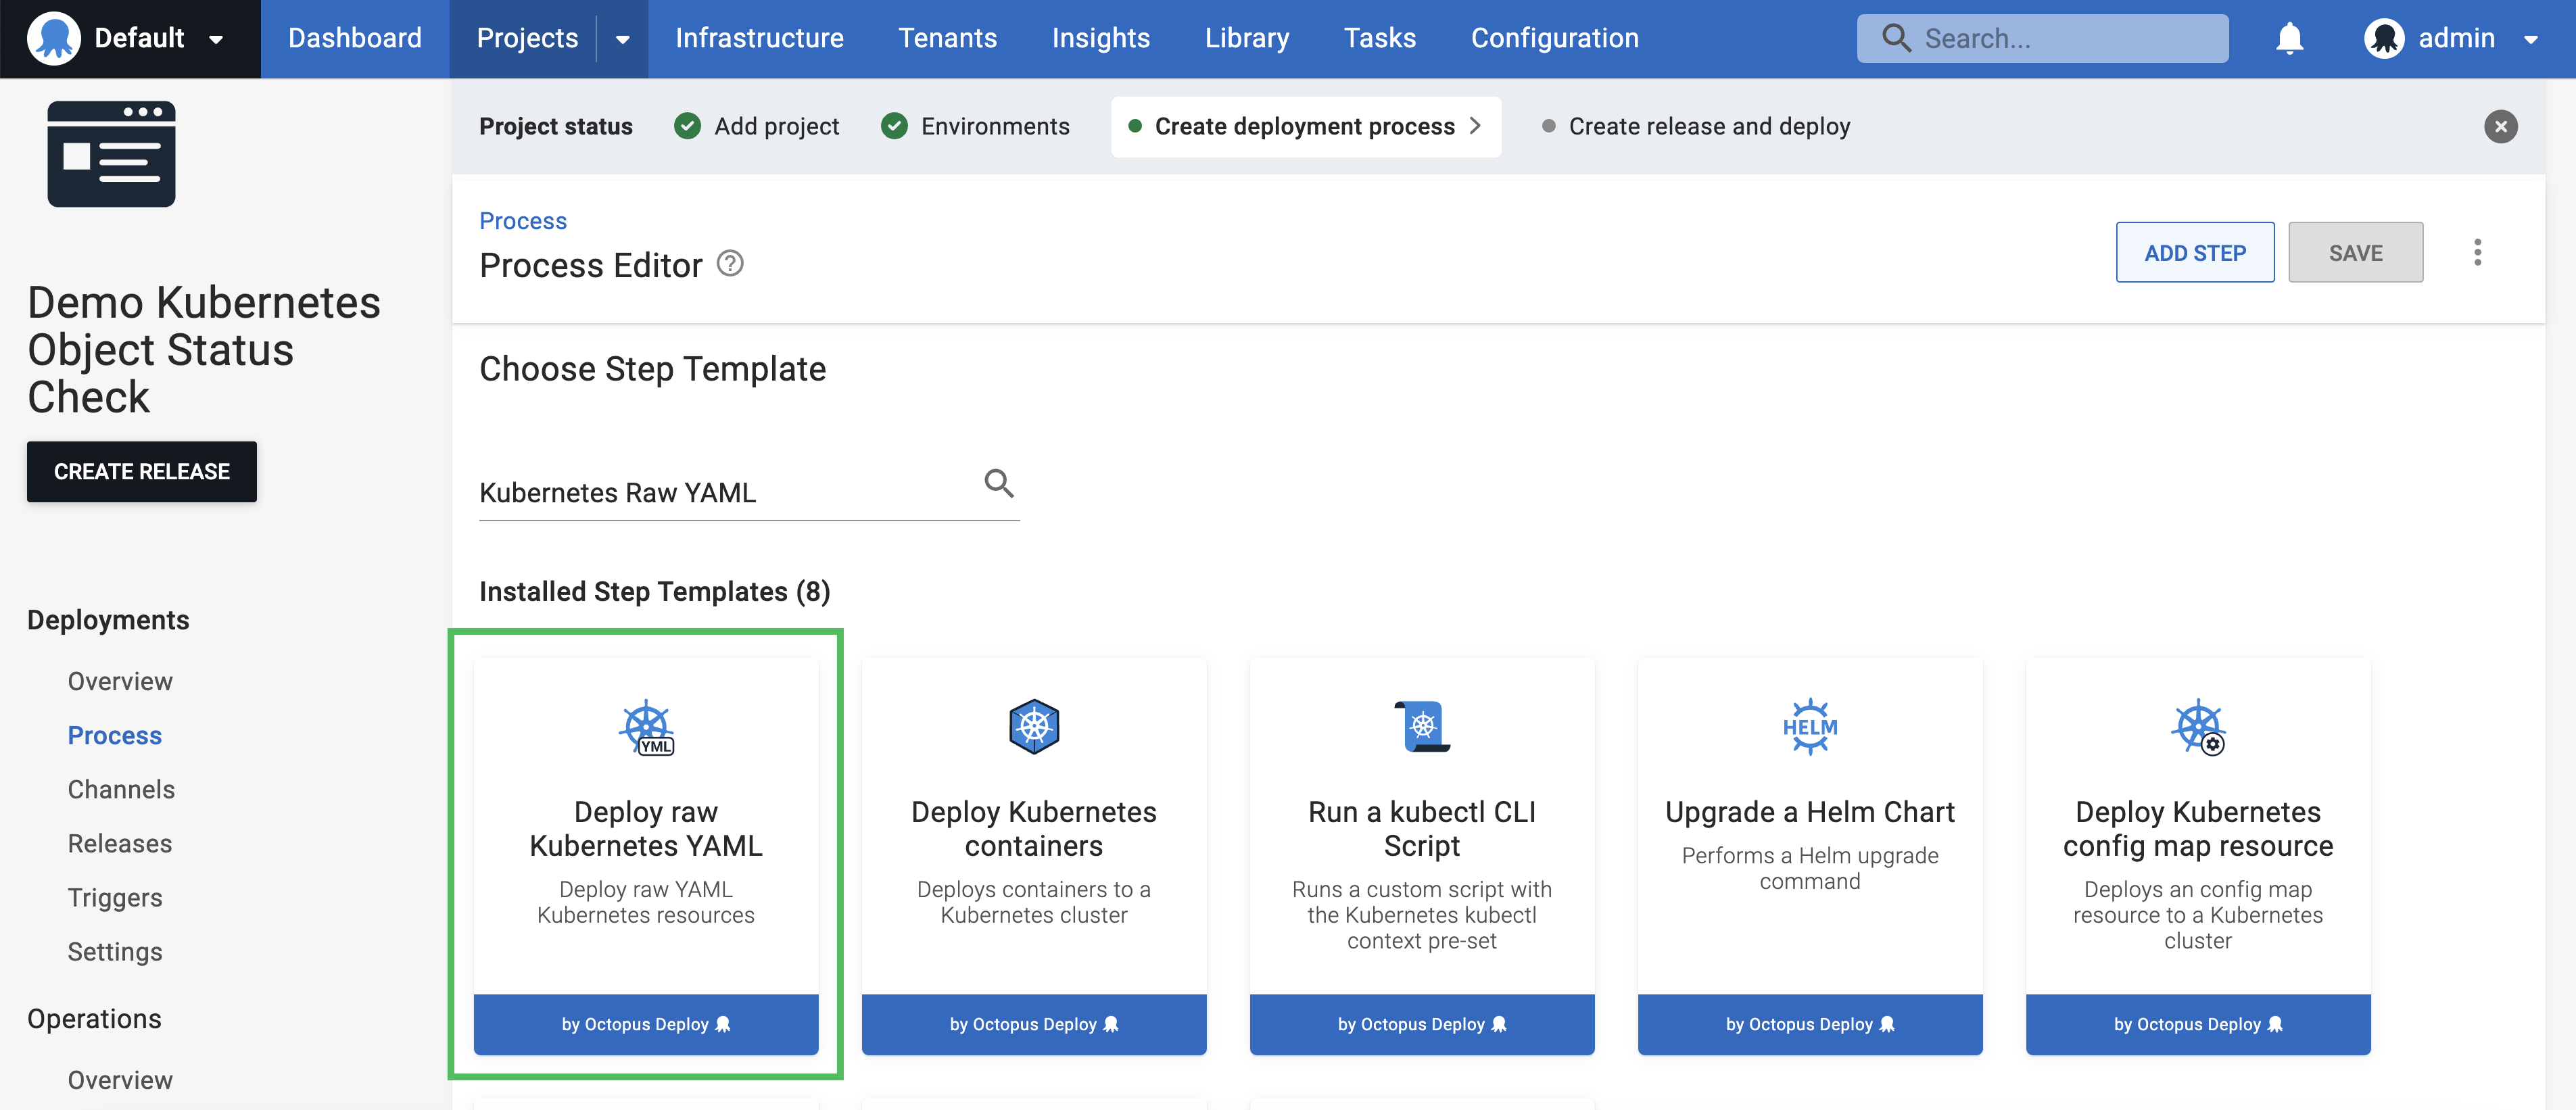 Default
Dashboard
Projects
Infrastructure
Tenants
Insights
Library
Tasks
Configuration
Search...
admin
Project status
Add project
Environments
Create deployment process
Create release and deploy
Process
Process Editor
ADD STEP
SAVE
Demo Kubernetes
Object Status
Check
CREATE RELEASE
Deployments
Overview
Process
Channels
Releases
Triggers
Settings
Operations
Overview
Choose Step Template
Kubernetes Raw YAML
Installed Step Templates (8)
YML
Deploy raw
Kubernetes YAML
Deploy raw YAML
Kubernetes resources
by Octopus Deploy
Deploy Kubernetes
containers
Deploys containers to a
Kubernetes cluster
by Octopus Deploy
Run a kubectl CLI
Script
Runs a custom script with
the Kubernetes kubectl
context pre-set
by Octopus Deploy
HELM
Upgrade a Helm Chart
Performs a Helm upgrade
command
by Octopus Deploy
Deploy Kubernetes
config map resource
Deploys an config map
resource to a Kubernetes
cluster
by Octopus Deploy